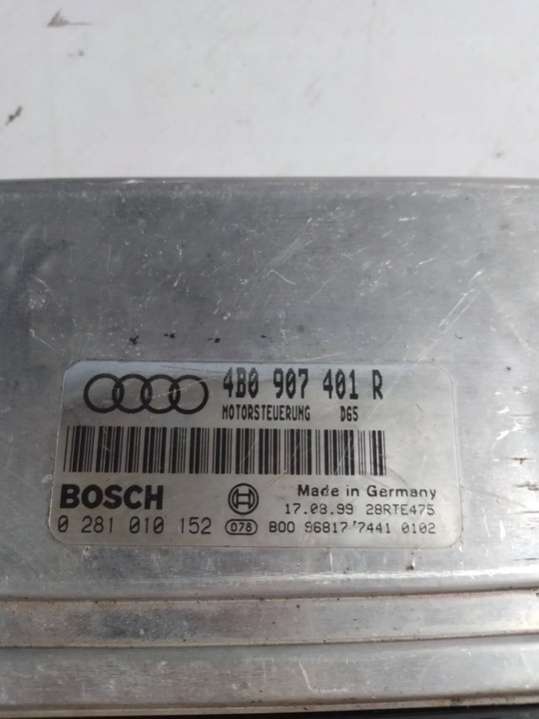 4B0 907 401 R
MOTORSTEUERUNG DG5
BOSCH
Made in Germany
17.08.99 28RTE475
0 281 010 152 078 B00 96817 7441 0102